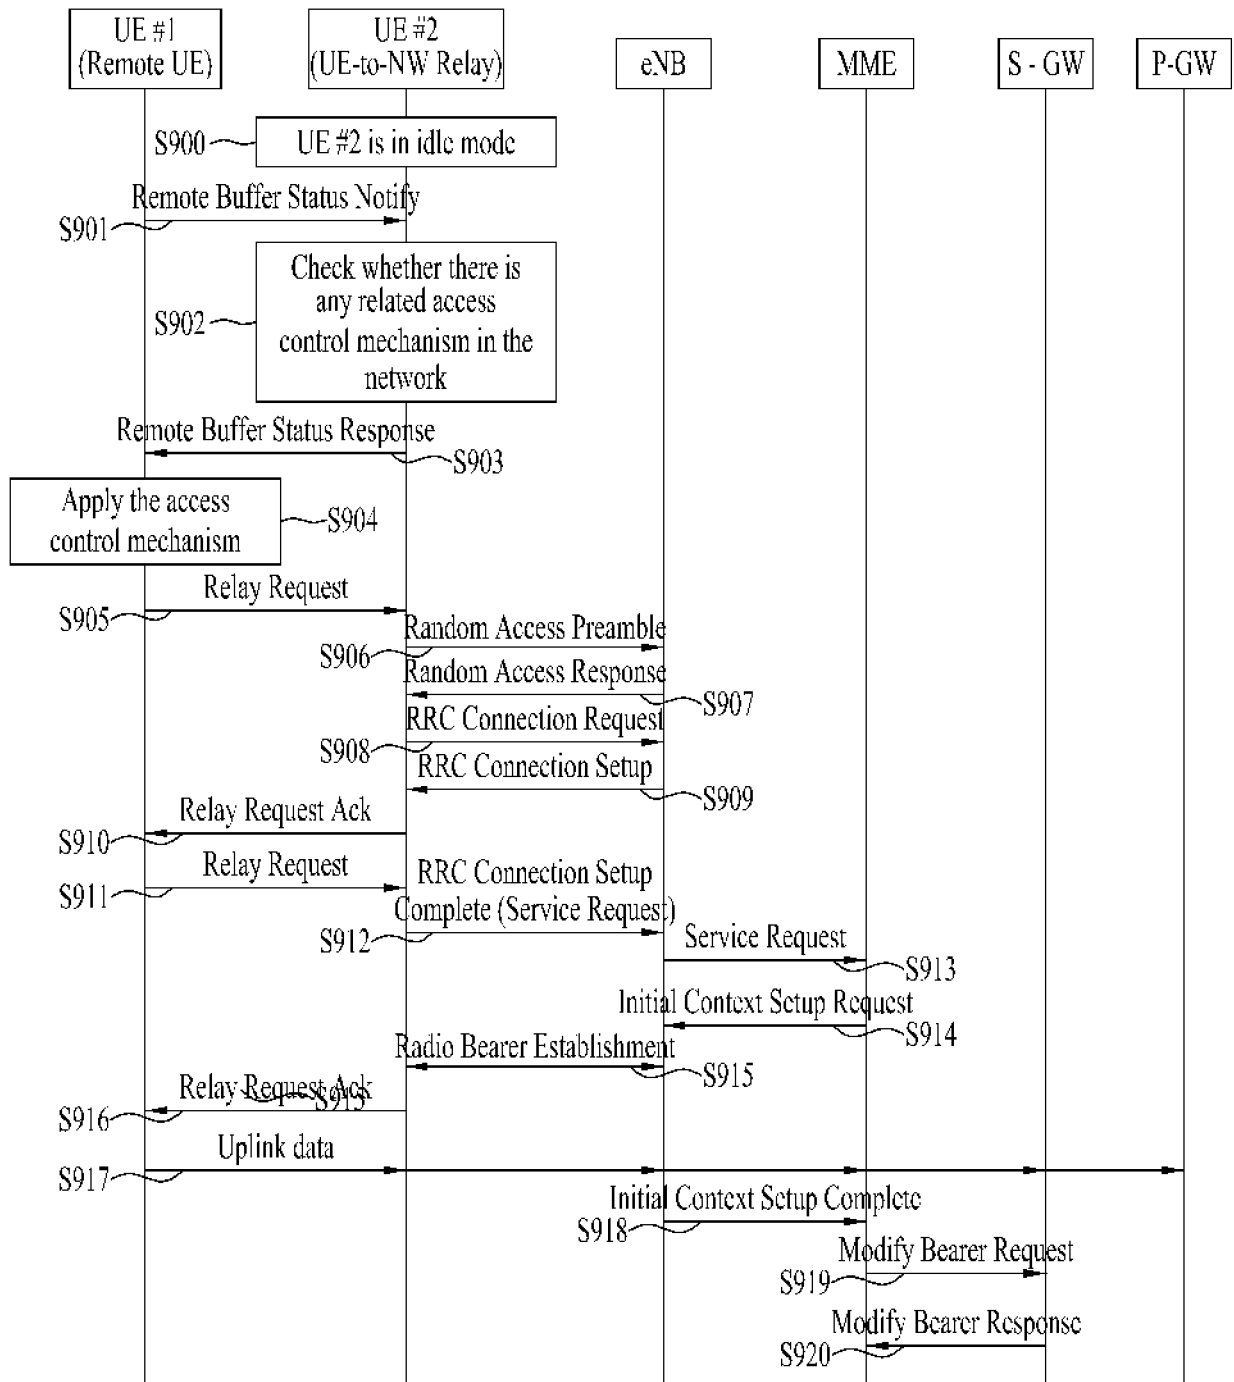 UE #1
(Remote UE)
UE #2
(UE-to-NW Relay)
eNB
MME
S - GW
P-GW
S900
UE #2 is in idle mode
Remote Buffer Status Notify
S901
Check whether there is
any related access
control mechanism in the
network
S902
Remote Buffer Status Response
S903
Apply the access
control mechanism
S904
Relay Request
S905
Random Access Preamble
S906
Random Access Response
S907
RRC Connection Request
S908
RRC Connection Setup
S909
Relay Request Ack
S910
Relay Request
S911
RRC Connection Setup
Complete (Service Request)
S912
Service Request
S913
Initial Context Setup Request
S914
Radio Bearer Establishment
S915
Relay Request Ack
S915
S916
Uplink data
S917
Initial Context Setup Complete
S918
Modify Bearer Request
S919
Modify Bearer Response
S920